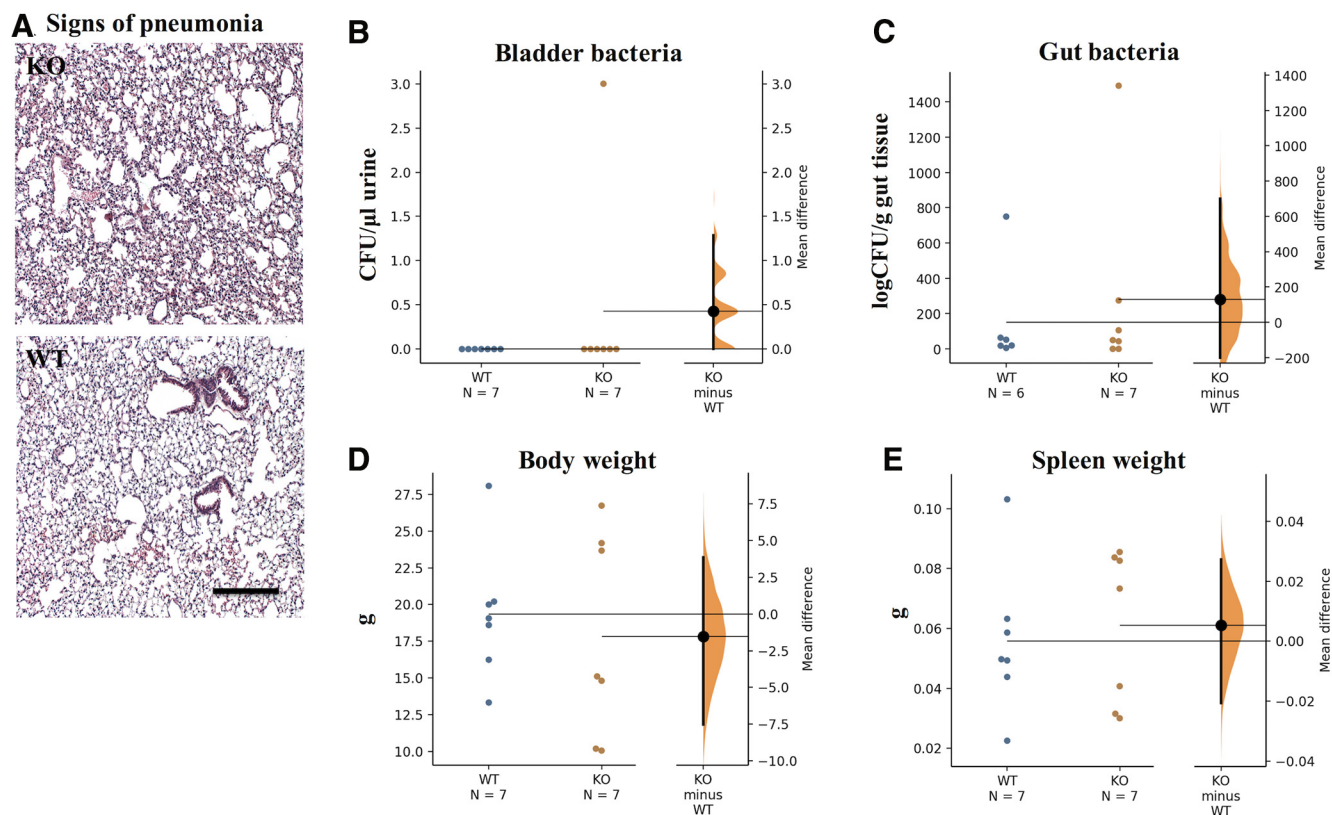 A
Signs of pneumonia
KO
WT
B
Bladder bacteria
CFU/µl urine
3.0
2.5
2.0
1.5
1.0
0.5
0.0
3.0
2.5
2.0
1.5
1.0
0.5
0.0
Mean difference
WT
N = 7
KO
N = 7
KO
minus
WT
C
Gut bacteria
logCFU/g gut tissue
1400
1200
1000
800
600
400
200
0
1400
1200
1000
800
600
400
200
0
−200
Mean difference
WT
N = 6
KO
N = 7
KO
minus
WT
D
Body weight
g
27.5
25.0
22.5
20.0
17.5
15.0
12.5
10.0
7.5
5.0
2.5
0.0
−2.5
−5.0
−7.5
−10.0
Mean difference
WT
N = 7
KO
N = 7
KO
minus
WT
E
Spleen weight
g
0.10
0.08
0.06
0.04
0.02
0.04
0.02
0.00
−0.02
−0.04
Mean difference
WT
N = 7
KO
N = 7
KO
minus
WT